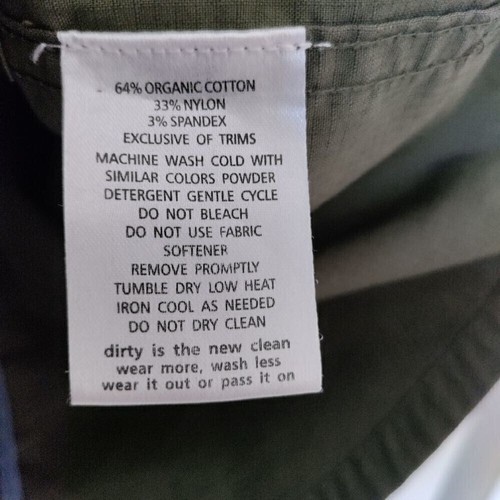 64% ORGANIC COTTON
33% NYLON
3% SPANDEX
EXCLUSIVE OF TRIMS
MACHINE WASH COLD WITH
SIMILAR COLORS POWDER
DETERGENT GENTLE CYCLE
DO NOT BLEACH
DO NOT USE FABRIC
SOFTENER
REMOVE PROMPTLY
TUMBLE DRY LOW HEAT
IRON COOL AS NEEDED
DO NOT DRY CLEAN
dirty is the new clean
wear more, wash less
wear it out or pass it on